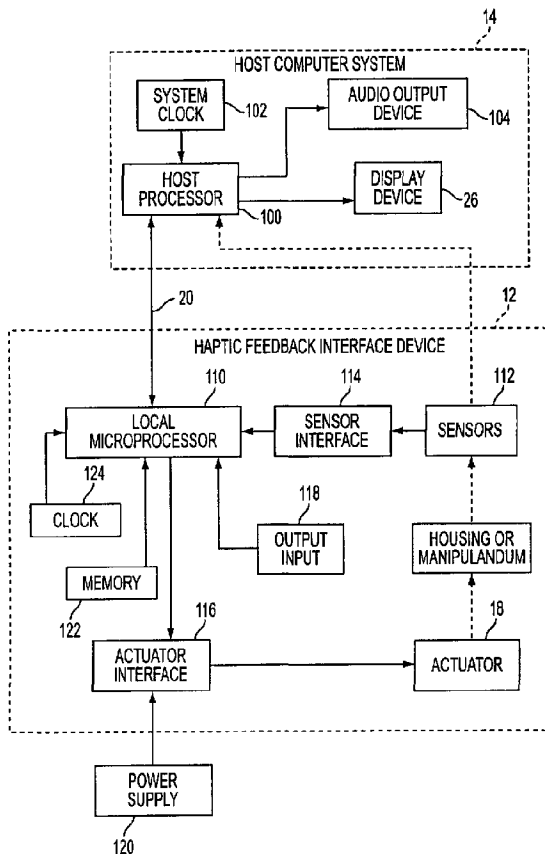 14
HOST COMPUTER SYSTEM
SYSTEM
CLOCK
102
AUDIO OUTPUT
DEVICE
104
HOST
PROCESSOR
100
DISPLAY
DEVICE
26
20
12
HAPTIC FEEDBACK INTERFACE DEVICE
110
LOCAL
MICROPROCESSOR
114
SENSOR
INTERFACE
112
SENSORS
124
CLOCK
118
OUTPUT
INPUT
HOUSING OR
MANIPULANDUM
MEMORY
122
116
ACTUATOR
INTERFACE
18
ACTUATOR
POWER
SUPPLY
120